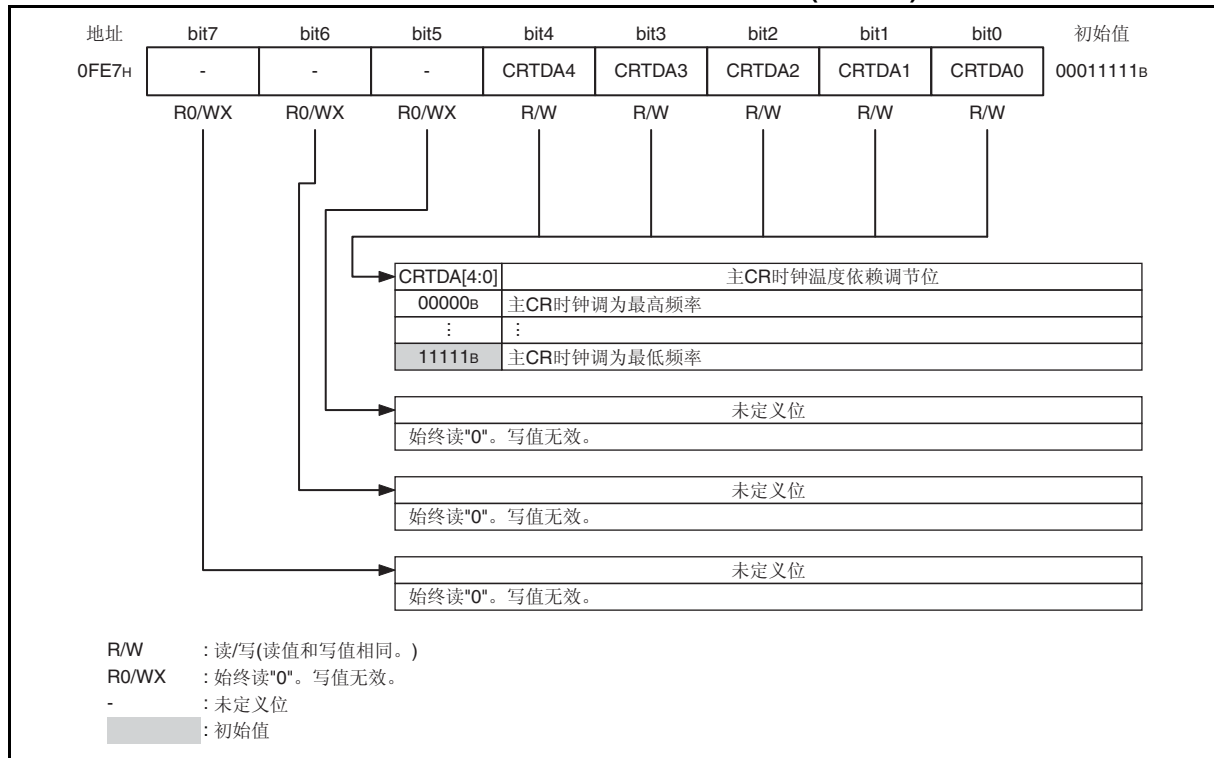 地址 bit7 bit6 bit5 bit4 bit3 bit2 bit1 bit0 初始值
0FE7H - - - CRTDA4 CRTDA3 CRTDA2 CRTDA1 CRTDA0 00011111B
R0/WX R0/WX R0/WX R/W R/W R/W R/W R/W
CRTDA[4:0] 主CR时钟温度依赖调节位
00000B 主CR时钟调为最高频率
⋮ ⋮
11111B 主CR时钟调为最低频率
未定义位
始终读"0"。写值无效。
未定义位
始终读"0"。写值无效。
未定义位
始终读"0"。写值无效。
R/W : 读/写(读值和写值相同。)
R0/WX : 始终读"0"。写值无效。
- : 未定义位
: 初始值